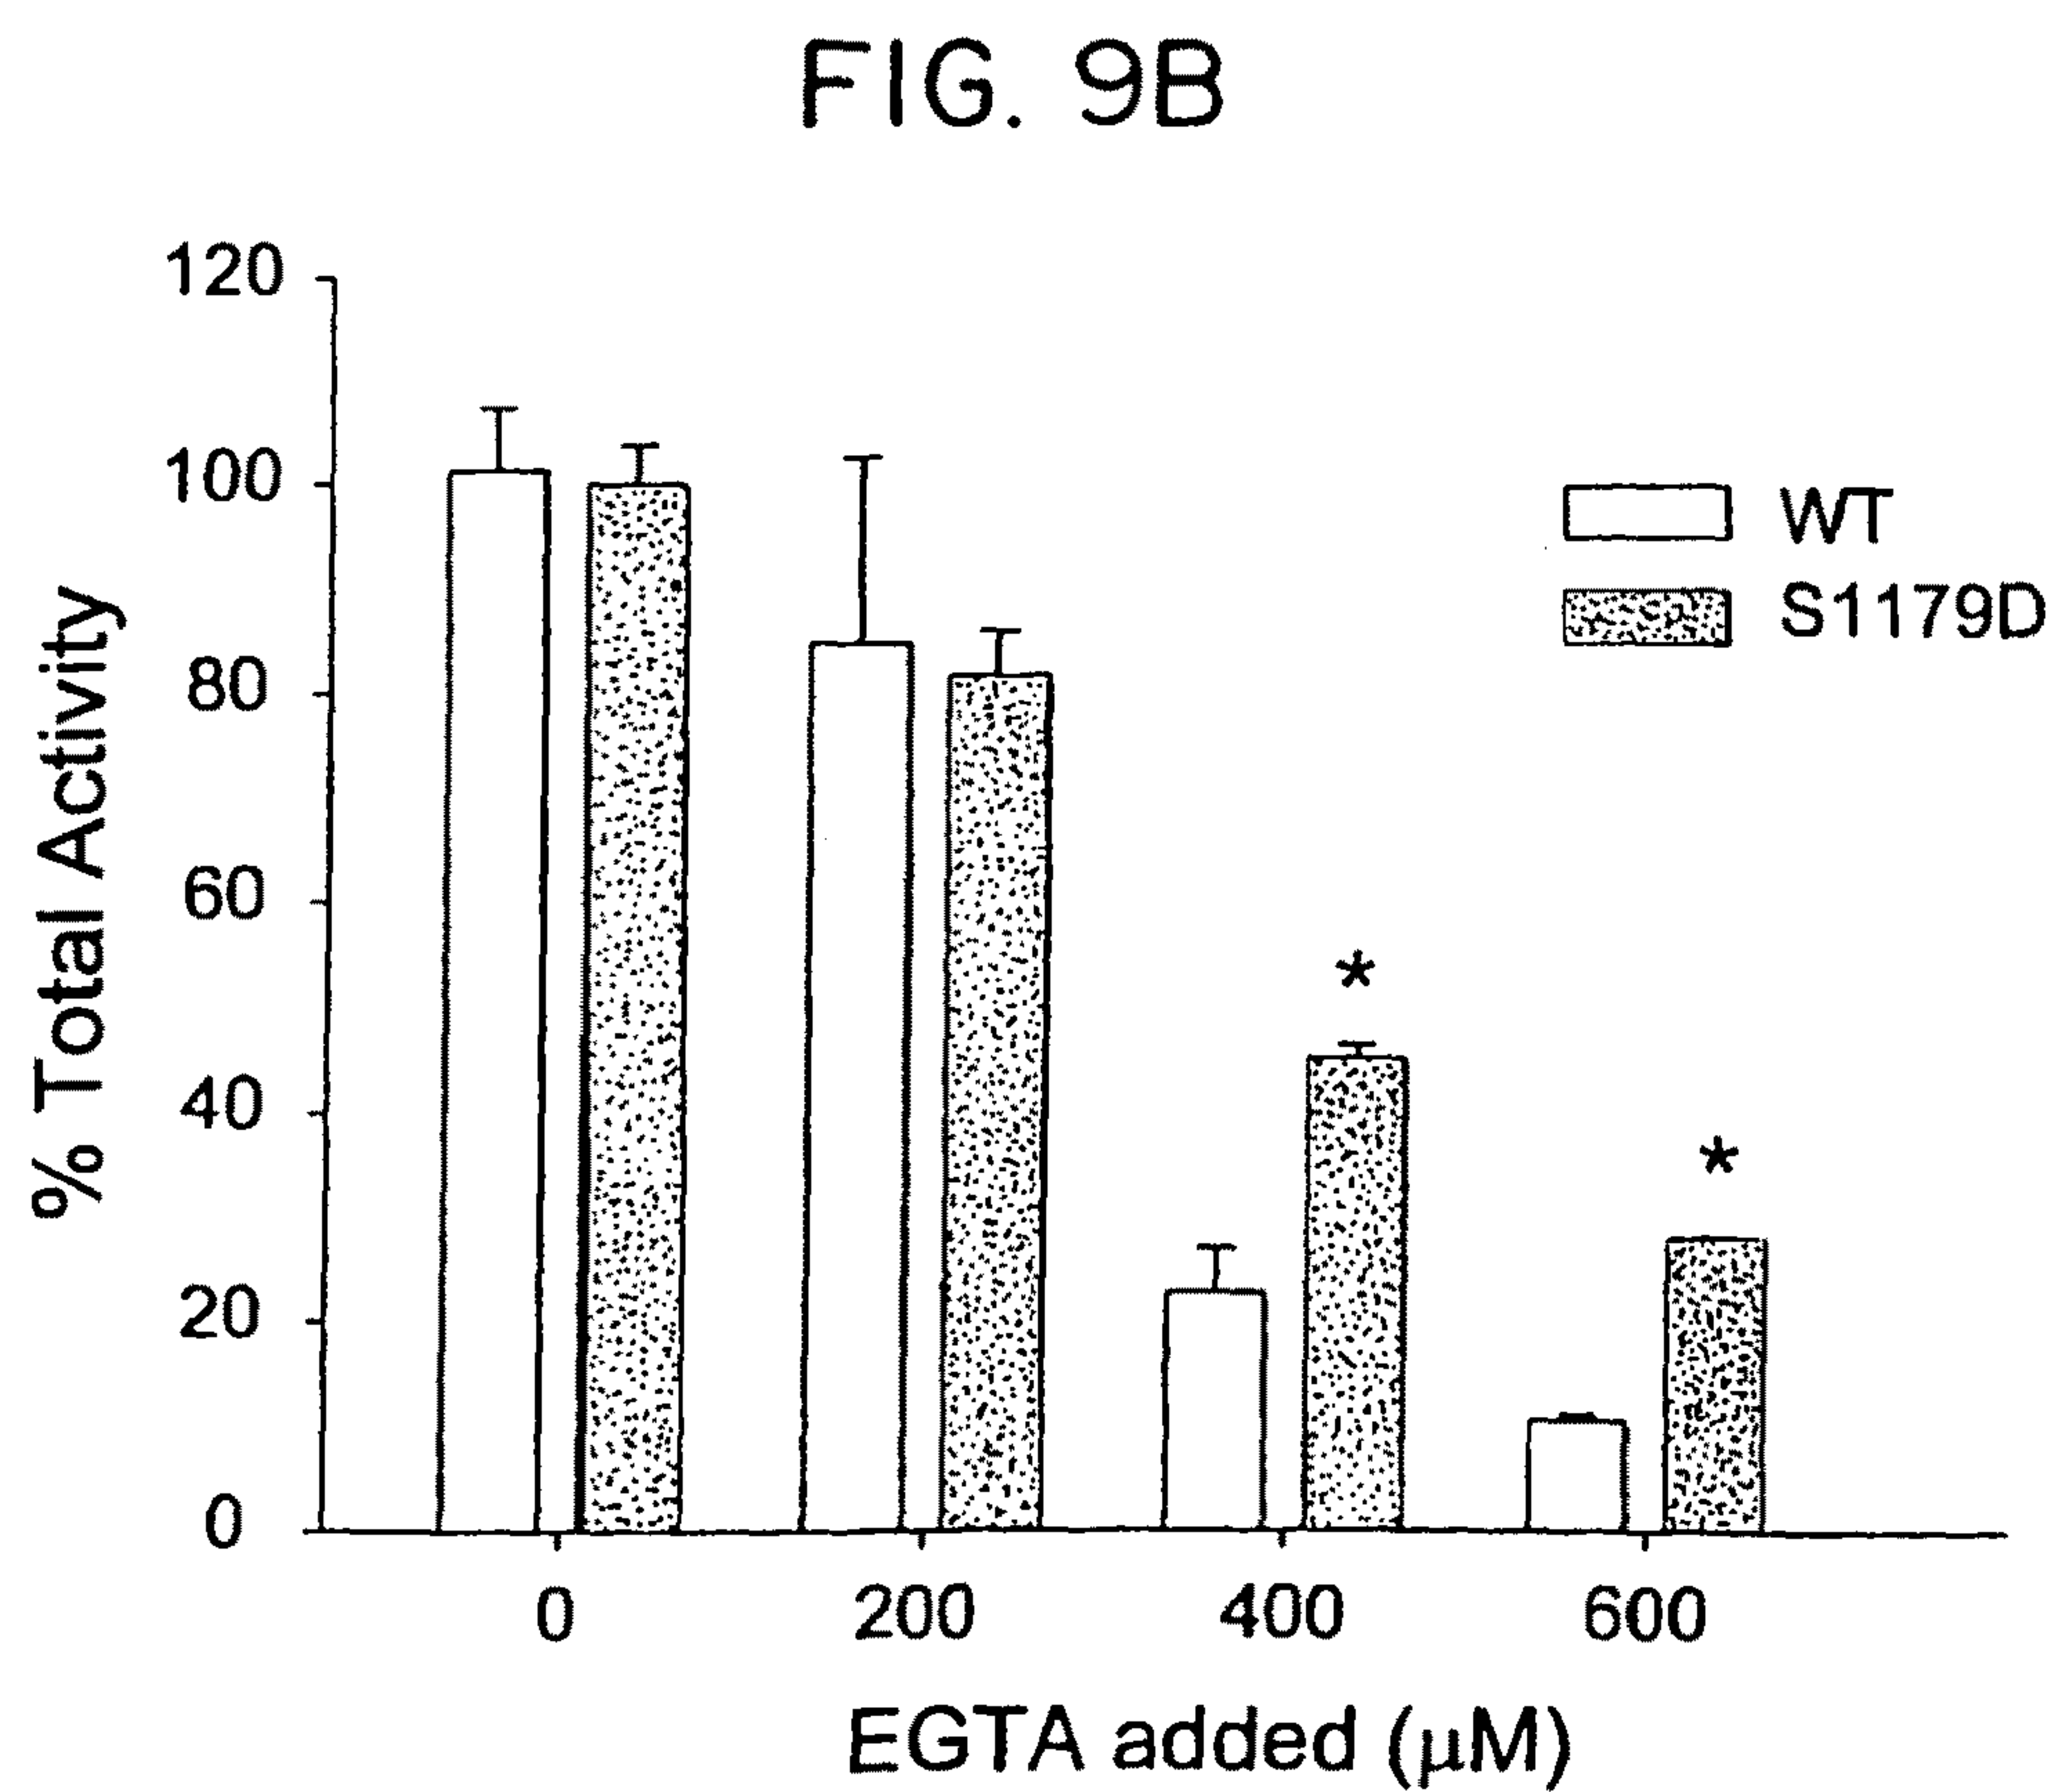 FIG. 9B
120
100
80
60
40
20
0
% Total Activity
WT
S1179D
*
*
0 200 400 600
EGTA added (μM)